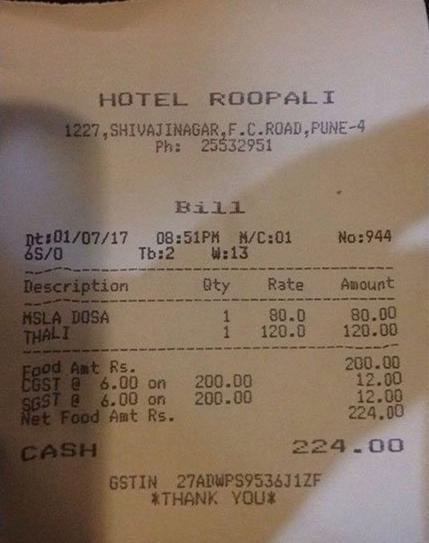 HOTEL ROOPALI
1227,SHIVAJINAGAR,F.C.ROAD,PUNE-4
Ph: 25532951
Bill
Dt:01/07/17 08:51PM M/C:01 No:944
6S/O Tb:2 W:13
Description Qty Rate Amount
MSLA DOSA 1 80.0 80.00
THALI 1 120.0 120.00
Food Amt Rs. 200.00
CGST @ 6.00 on 200.00 12.00
SGST @ 6.00 on 200.00 12.00
Net Food Amt Rs. 224.00
CASH 224.00
GSTIN 27ADWPS9536J1ZF
*THANK YOU*